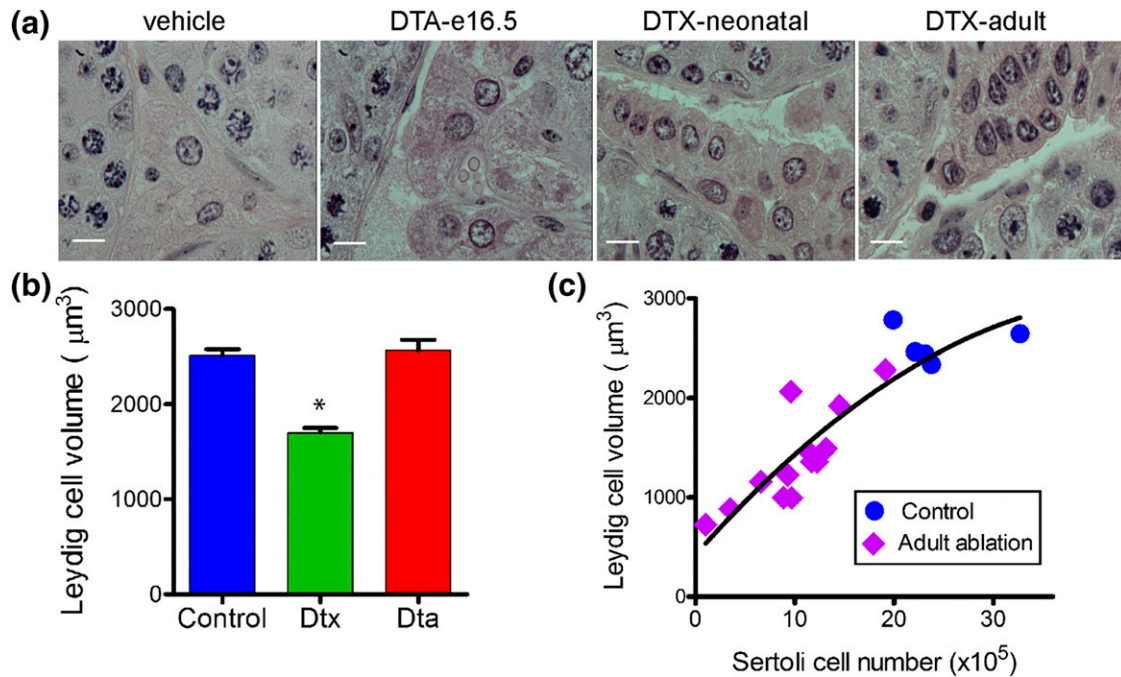 (a) vehicle DTA-e16.5 DTX-neonatal DTX-adult
(b)
Leydig cell volume ( μm³)
3000
2000
1000
0
Control Dtx Dta
*
(c)
Leydig cell volume ( μm³)
3000
2000
1000
0
0 10 20 30
Sertoli cell number (x10⁵)
Control
Adult ablation